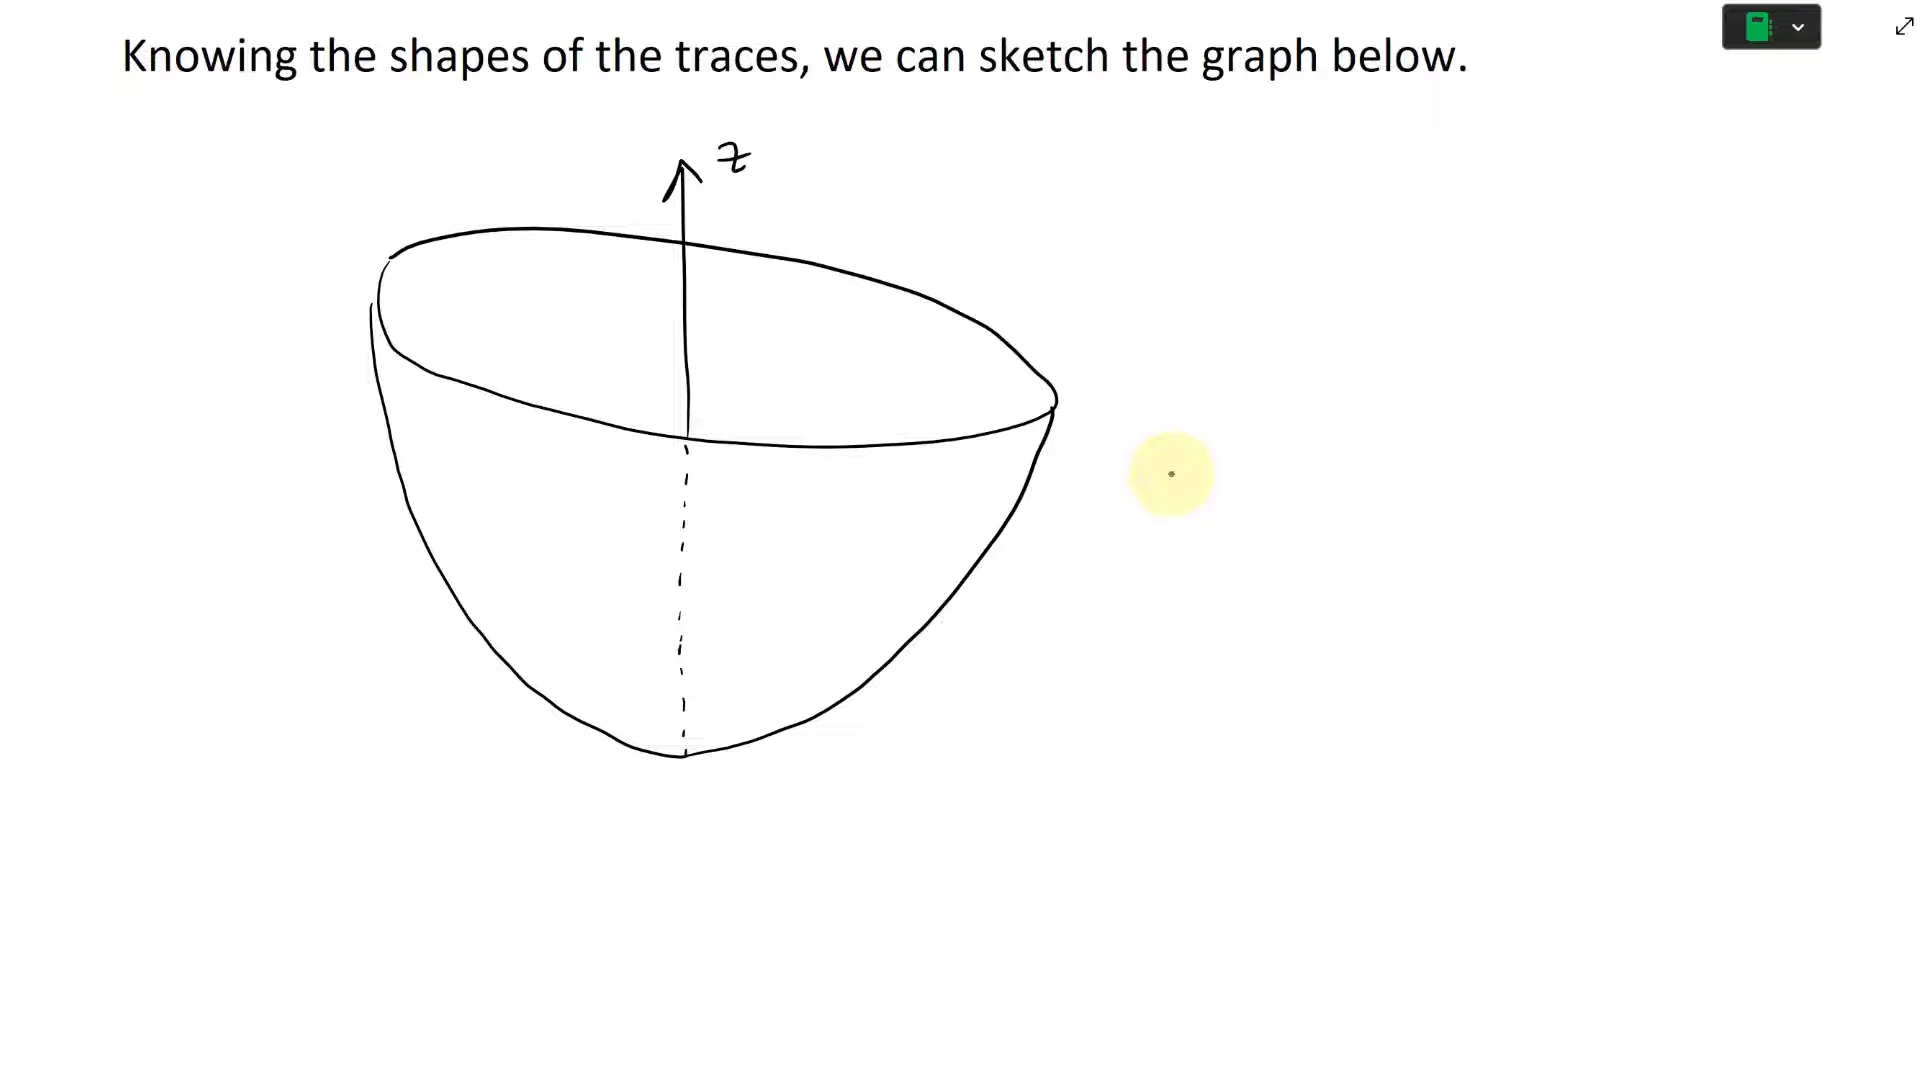 Knowing the shapes of the traces, we can sketch the graph below.
z